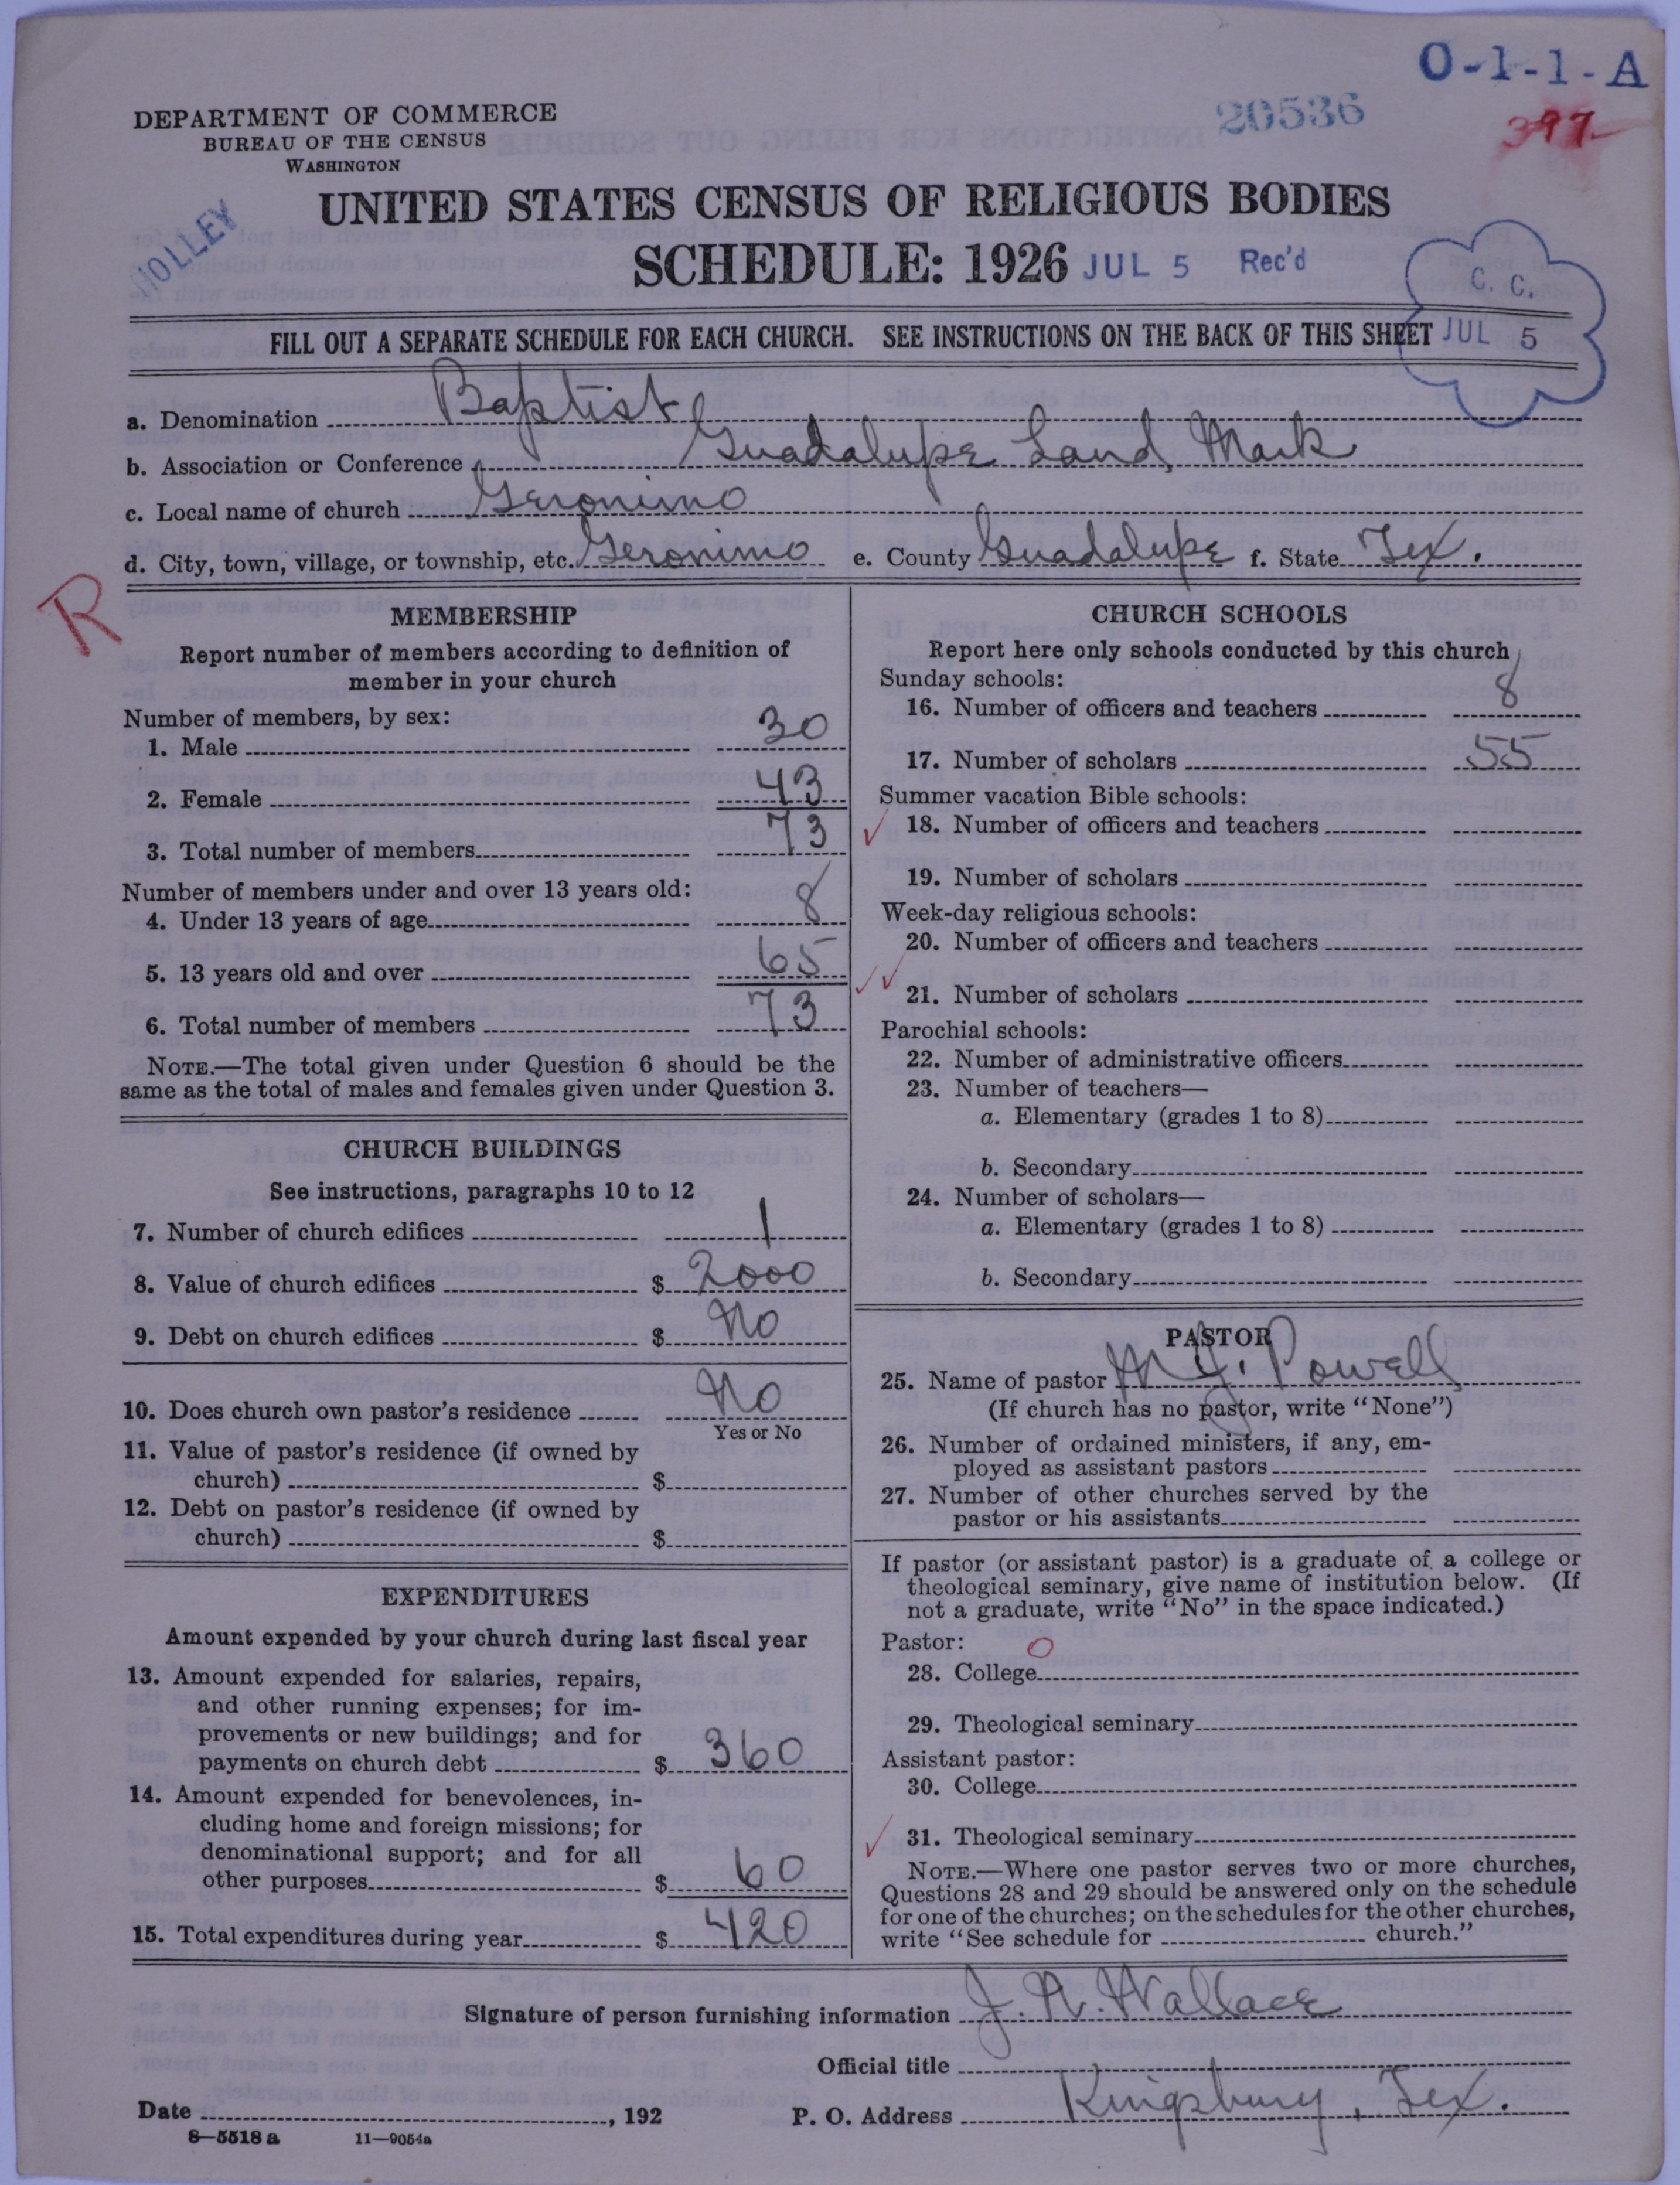 O-1-1-A
20536
397
DEPARTMENT OF COMMERCE
BUREAU OF THE CENSUS
WASHINGTON
JOLLEY
UNITED STATES CENSUS OF RELIGIOUS BODIES
SCHEDULE: 1926 JUL 5 Rec'd
C. C.
JUL 5
FILL OUT A SEPARATE SCHEDULE FOR EACH CHURCH. SEE INSTRUCTIONS ON THE BACK OF THIS SHEET
a. Denomination Baptist
b. Association or Conference Guadalupe Land Mark
c. Local name of church Geronimo
d. City, town, village, or township, etc. Geronimo e. County Guadalupe f. State Tex.
R
MEMBERSHIP
Report number of members according to definition of
member in your church
Number of members, by sex:
1. Male 30
2. Female 43
3. Total number of members 73
Number of members under and over 13 years old:
4. Under 13 years of age 8
5. 13 years old and over 65
6. Total number of members 73
NOTE.—The total given under Question 6 should be the
same as the total of males and females given under Question 3.
CHURCH BUILDINGS
See instructions, paragraphs 10 to 12
7. Number of church edifices 1
8. Value of church edifices $ 2000
9. Debt on church edifices $ No
10. Does church own pastor's residence No
Yes or No
11. Value of pastor's residence (if owned by
church) $
12. Debt on pastor's residence (if owned by
church) $
EXPENDITURES
Amount expended by your church during last fiscal year
13. Amount expended for salaries, repairs,
and other running expenses; for im-
provements or new buildings; and for
payments on church debt $ 360
14. Amount expended for benevolences, in-
cluding home and foreign missions; for
denominational support; and for all
other purposes $ 60
15. Total expenditures during year $ 420
CHURCH SCHOOLS
Report here only schools conducted by this church
Sunday schools:
16. Number of officers and teachers 8
17. Number of scholars 55
Summer vacation Bible schools:
18. Number of officers and teachers
19. Number of scholars
Week-day religious schools:
20. Number of officers and teachers
21. Number of scholars
Parochial schools:
22. Number of administrative officers
23. Number of teachers—
a. Elementary (grades 1 to 8)
b. Secondary
24. Number of scholars—
a. Elementary (grades 1 to 8)
b. Secondary
PASTOR
25. Name of pastor M. J. Powell
(If church has no pastor, write "None")
26. Number of ordained ministers, if any, em-
ployed as assistant pastors
27. Number of other churches served by the
pastor or his assistants
If pastor (or assistant pastor) is a graduate of a college or
theological seminary, give name of institution below. (If
not a graduate, write "No" in the space indicated.)
Pastor: O
28. College
29. Theological seminary
Assistant pastor:
30. College
31. Theological seminary
NOTE.—Where one pastor serves two or more churches,
Questions 28 and 29 should be answered only on the schedule
for one of the churches; on the schedules for the other churches,
write "See schedule for church."
Signature of person furnishing information J. W. Wallace
Official title
Date , 192 P. O. Address Kingsbury, Tex.
8—5518 a 11—9054a